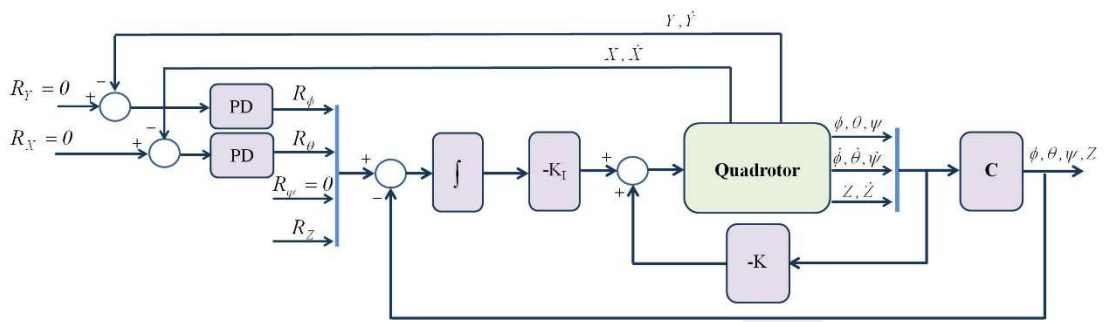 Y, Ẏ
X, Ẋ
R_Y = 0
+
−
PD
R_ϕ
R_X = 0
+
−
PD
R_θ
R_ψ = 0
R_Z
+
−
∫
-K_I
+
+
Quadrotor
ϕ, θ, ψ
ϕ̇, θ̇, ψ̇
Z, Ż
C
ϕ, θ, ψ, Z
-K